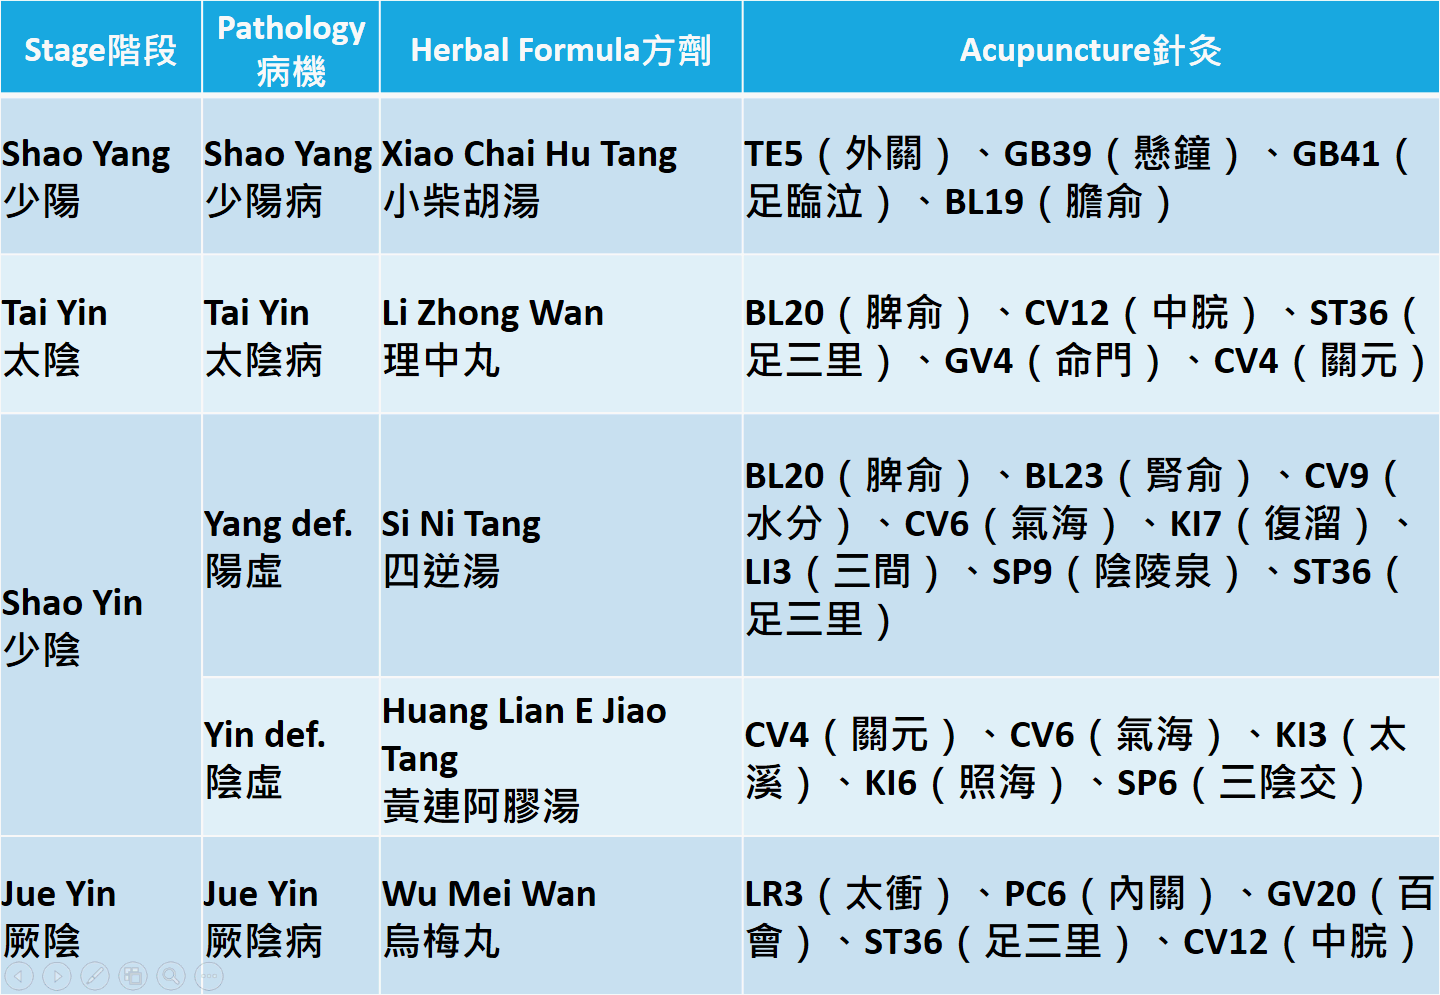 Stage階段
Pathology
病機
Herbal Formula方劑
Acupuncture針灸
Shao Yang
少陽
Shao Yang
少陽病
Xiao Chai Hu Tang
小柴胡湯
TE5（外關）、GB39（懸鐘）、GB41（
足臨泣）、BL19（膽俞）
Tai Yin
太陰
Tai Yin
太陰病
Li Zhong Wan
理中丸
BL20（脾俞）、CV12（中脘）、ST36（
足三里）、GV4（命門）、CV4（關元）
Shao Yin
少陰
Yang def.
陽虛
Si Ni Tang
四逆湯
BL20（脾俞）、BL23（腎俞）、CV9（
水分）、CV6（氣海）、KI7（復溜）、
LI3（三間）、SP9（陰陵泉）、ST36（
足三里）
Yin def.
陰虛
Huang Lian E Jiao
Tang
黃連阿膠湯
CV4（關元）、CV6（氣海）、KI3（太
溪）、KI6（照海）、SP6（三陰交）
Jue Yin
厥陰
Jue Yin
厥陰病
Wu Mei Wan
烏梅丸
LR3（太衝）、PC6（內關）、GV20（百
會）、ST36（足三里）、CV12（中脘）